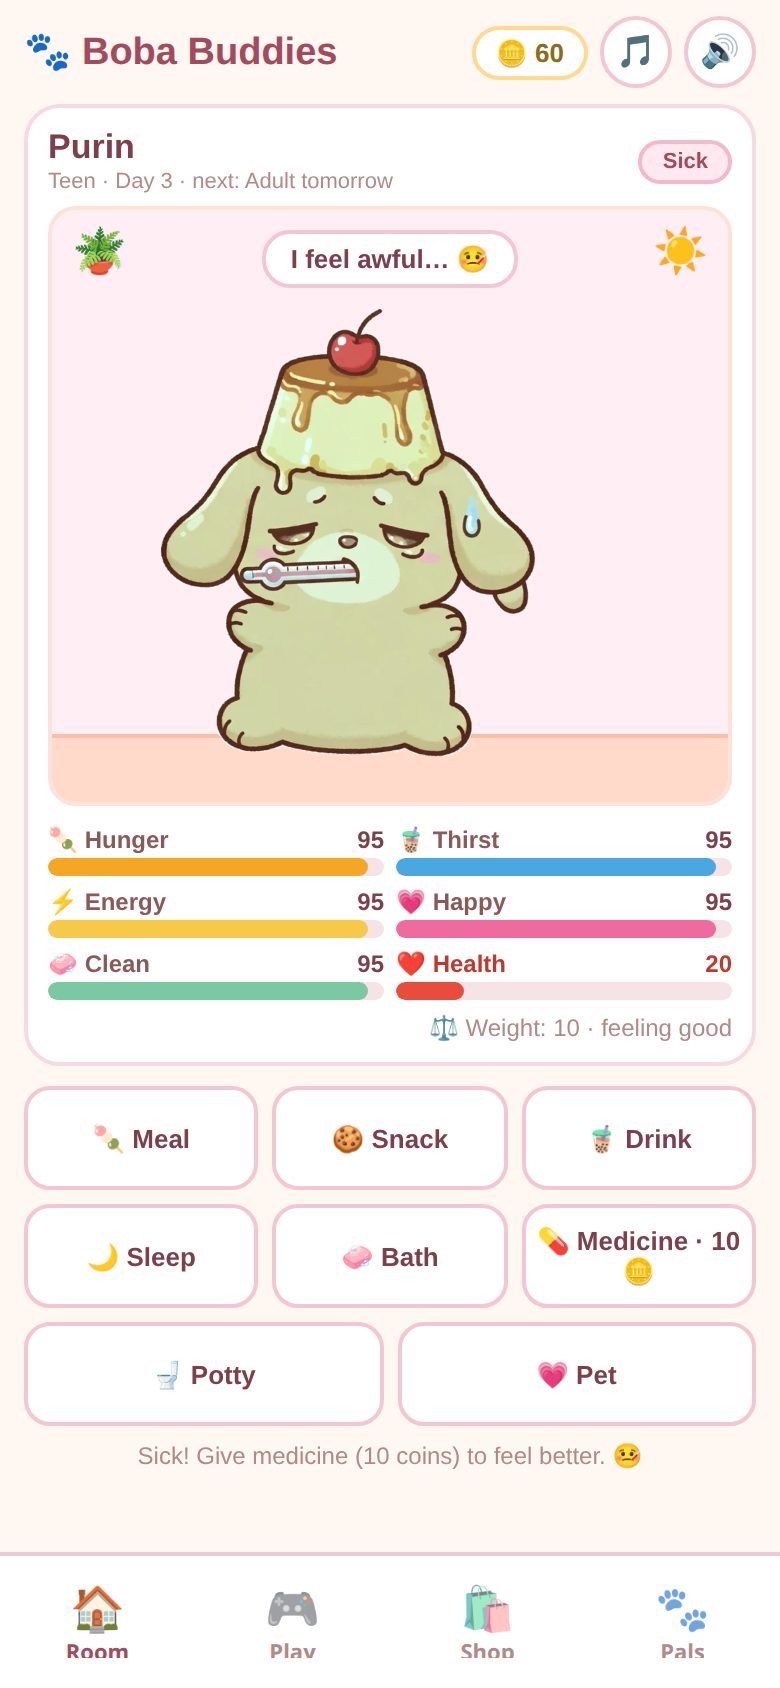 🐾 Boba Buddies
🪙 60
🎵
🔊
Purin
Teen · Day 3 · next: Adult tomorrow
Sick
I feel awful... 🤒
🍡 Hunger 95
🧋 Thirst 95
⚡ Energy 95
💗 Happy 95
🧼 Clean 95
❤️ Health 20
⚖️ Weight: 10 · feeling good
🍡 Meal
🍪 Snack
🧋 Drink
🌙 Sleep
🧼 Bath
💊 Medicine · 10
🪙
🚽 Potty
💗 Pet
Sick! Give medicine (10 coins) to feel better. 🤒
Room
Play
Shop
Pals